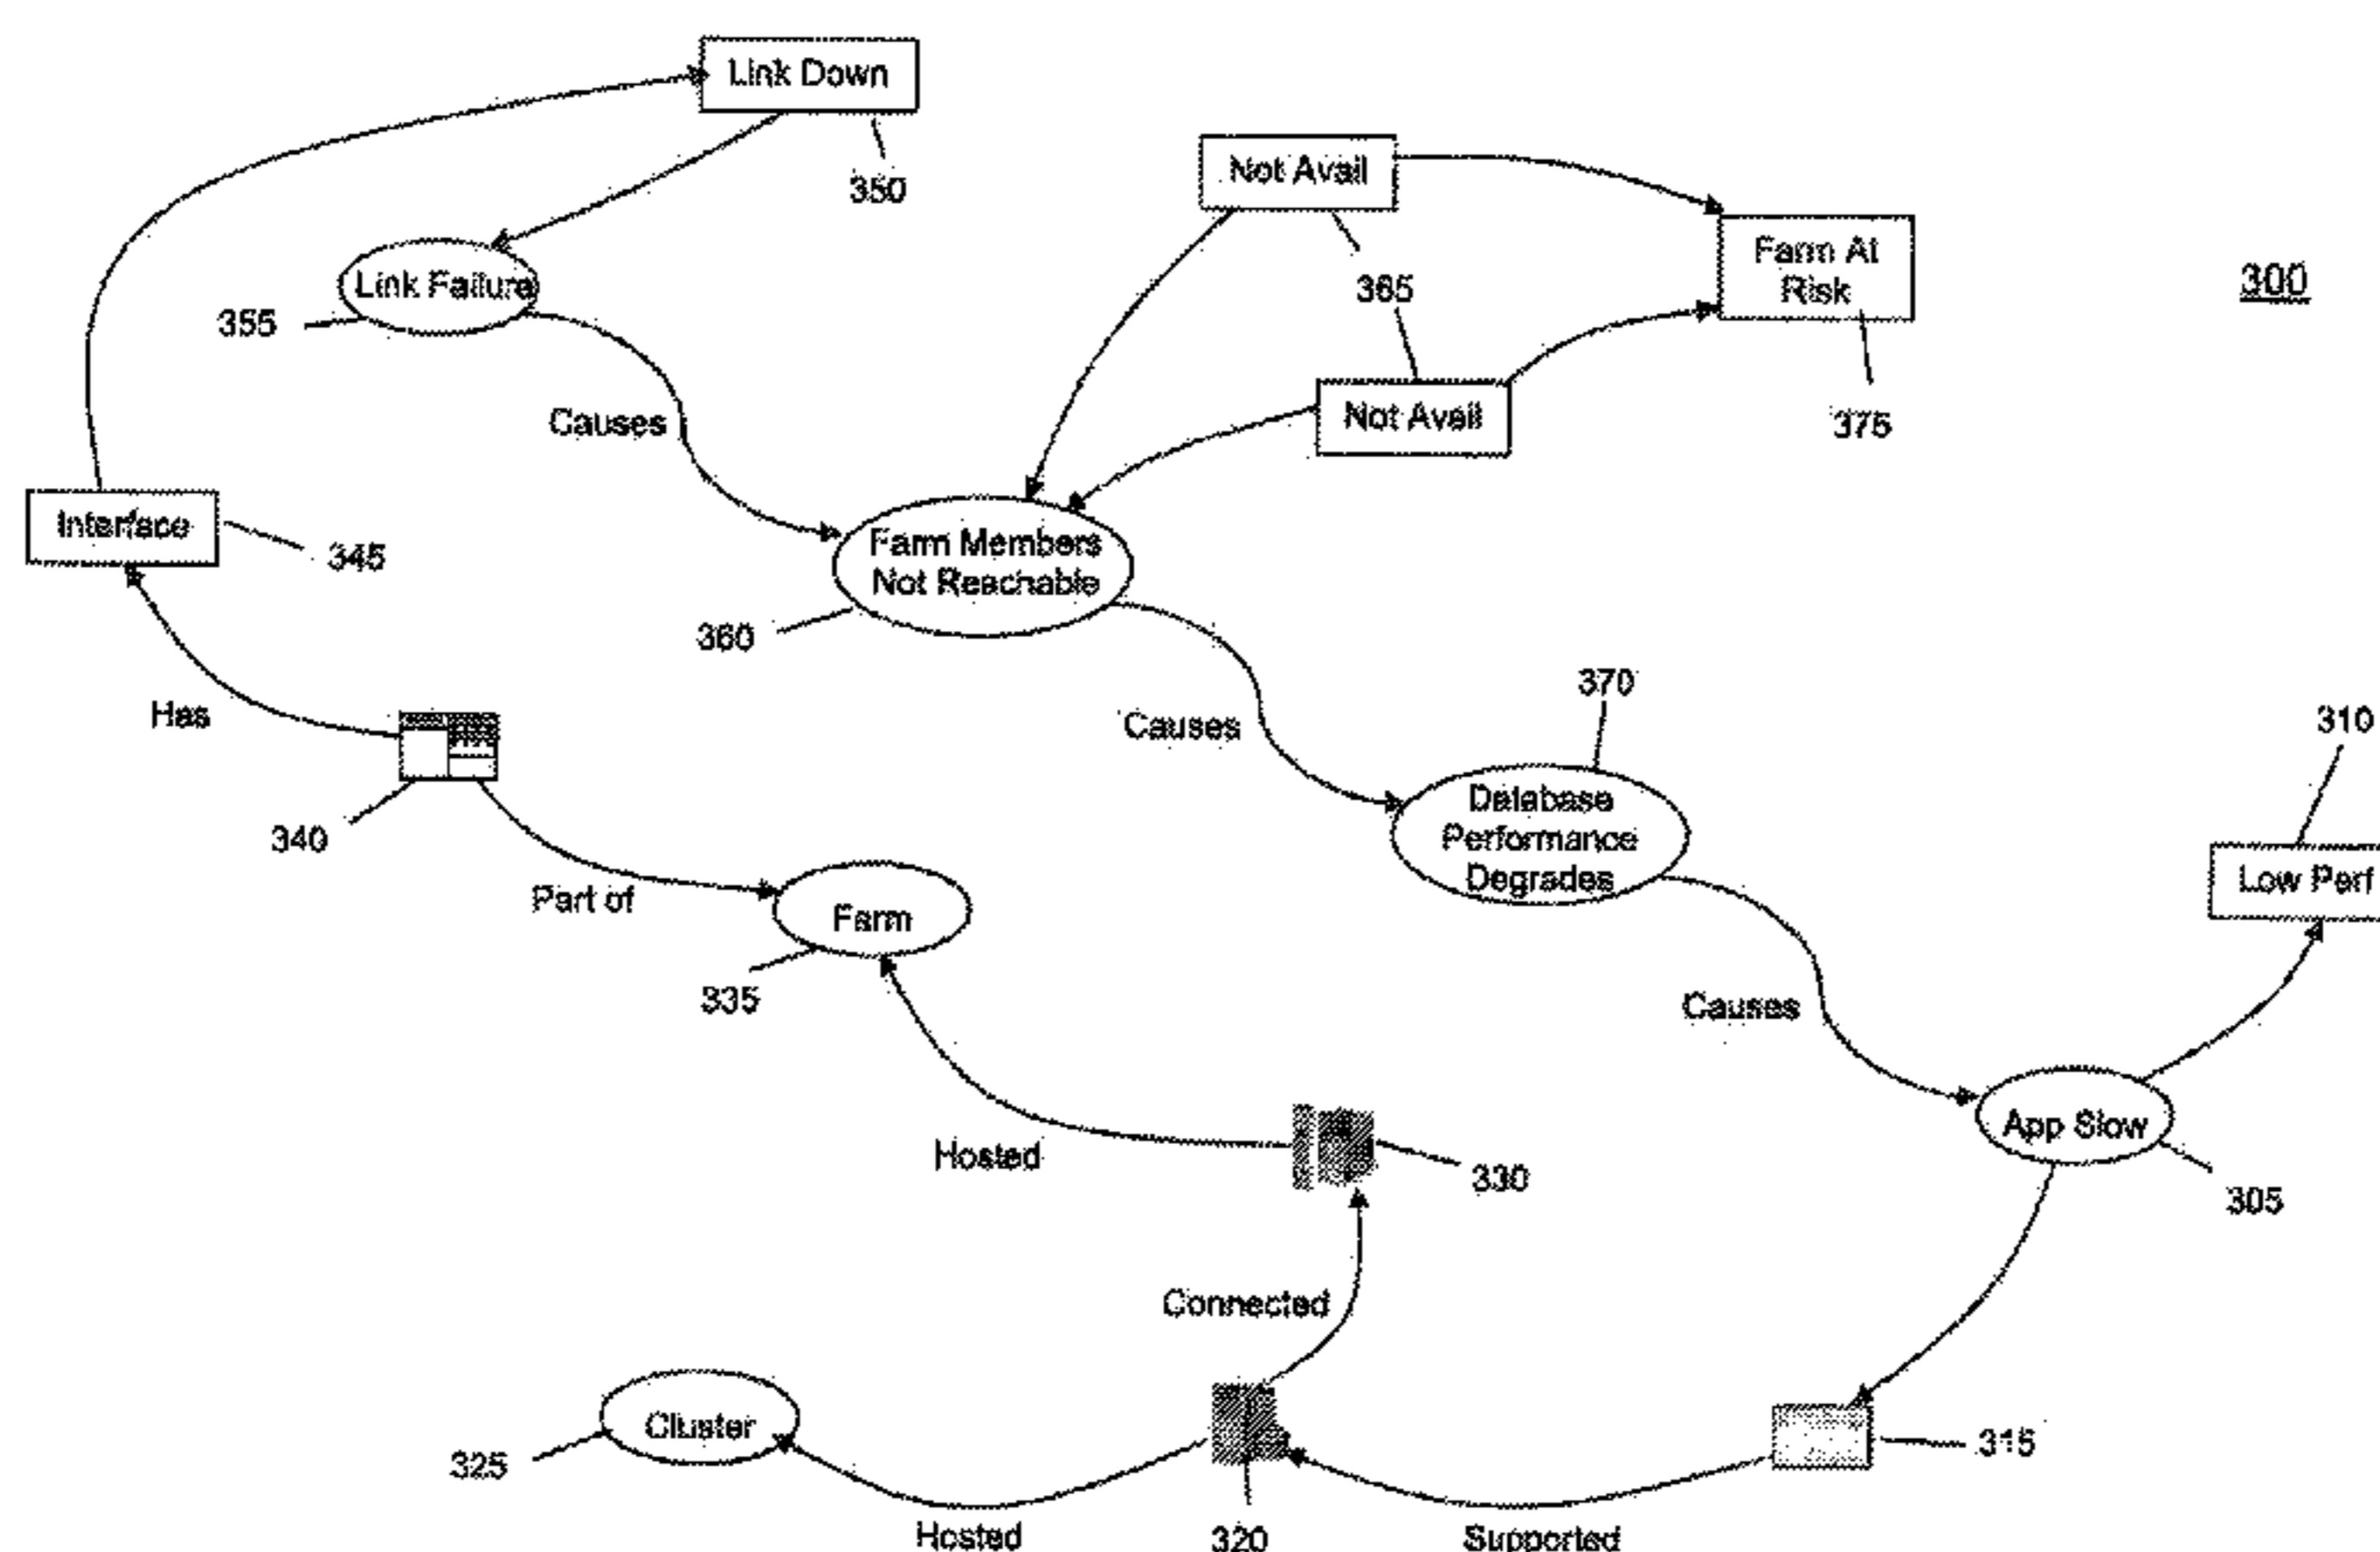 Link Down
350
Not Avail
Farm At
Risk
300
365
Link Failure
355
375
Causes
Not Avail
Interface
345
Farm Members
Not Reachable
360
370
310
Has
Causes
Database
Performance
Degrades
340
Low Perf
Part of
Farm
335
Causes
App Slow
Hosted
330
305
Connected
Cluster
325
315
Hosted
320
Supported